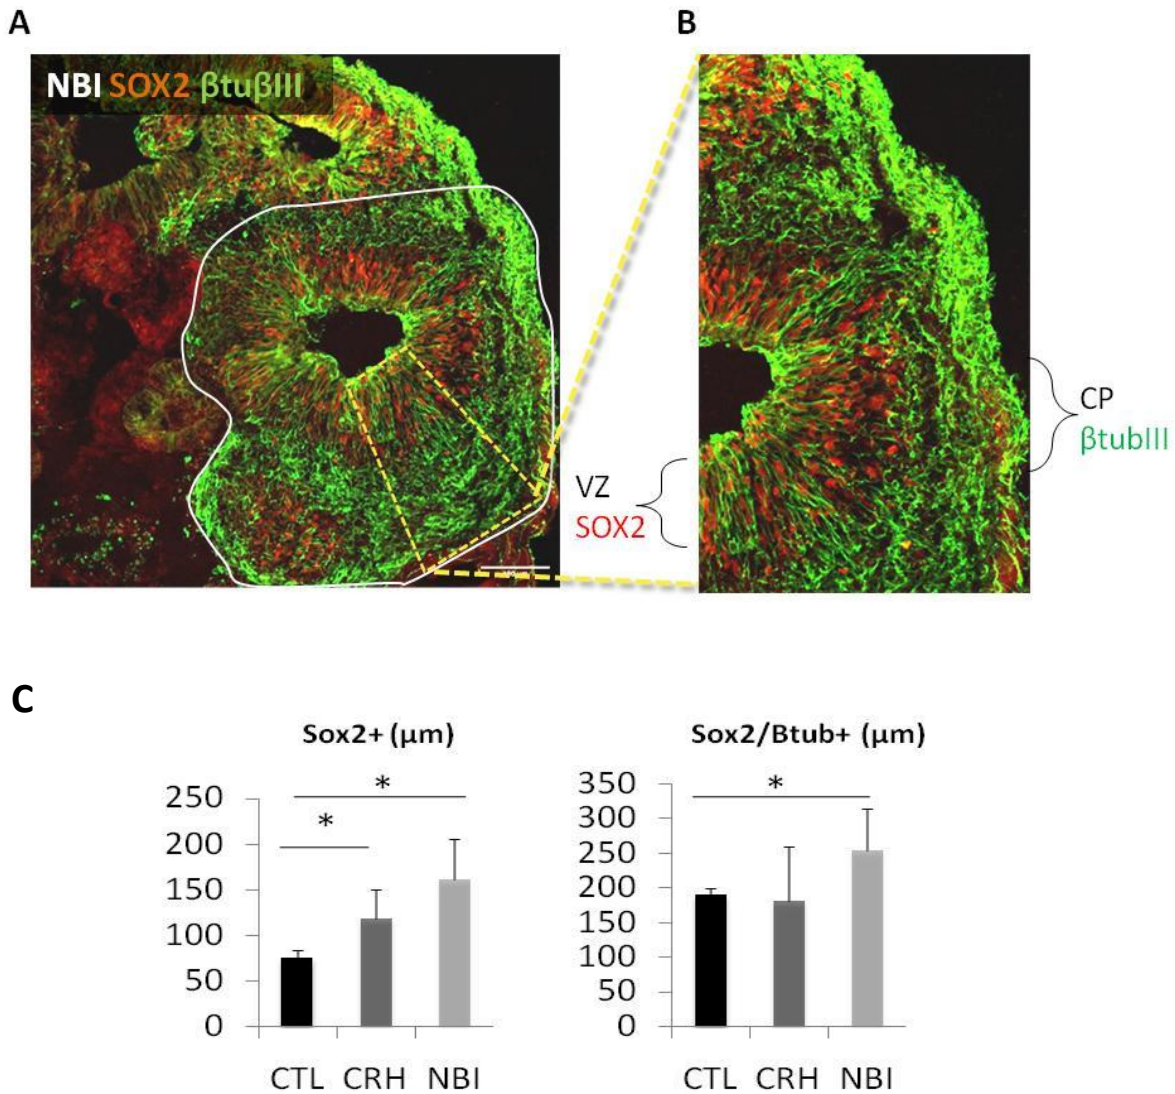 A
B
NBI SOX2 βtuβIII
CP
βtubIII
VZ
SOX2
C
Sox2+ (μm)
*
*
250
200
150
100
50
0
CTL CRH NBI
Sox2/Btub+ (μm)
*
350
300
250
200
150
100
50
0
CTL CRH NBI